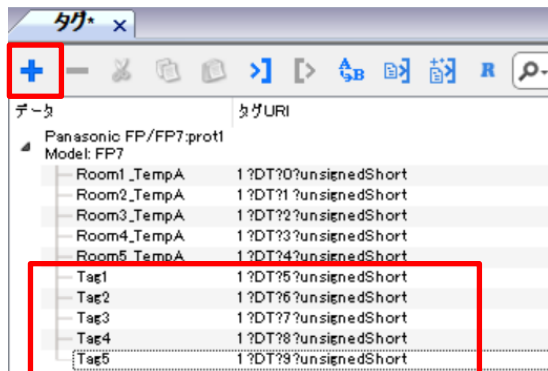 タグ* x
A B R
データ タグURI
Panasonic FP/FP7:prot1
Model: FP7
Room1_TempA 1?DT?0?unsignedShort
Room2_TempA 1?DT?1?unsignedShort
Room3_TempA 1?DT?2?unsignedShort
Room4_TempA 1?DT?3?unsignedShort
Room5_TempA 1?DT?4?unsignedShort
Tag1 1?DT?5?unsignedShort
Tag2 1?DT?6?unsignedShort
Tag3 1?DT?7?unsignedShort
Tag4 1?DT?8?unsignedShort
Tag5 1?DT?9?unsignedShort